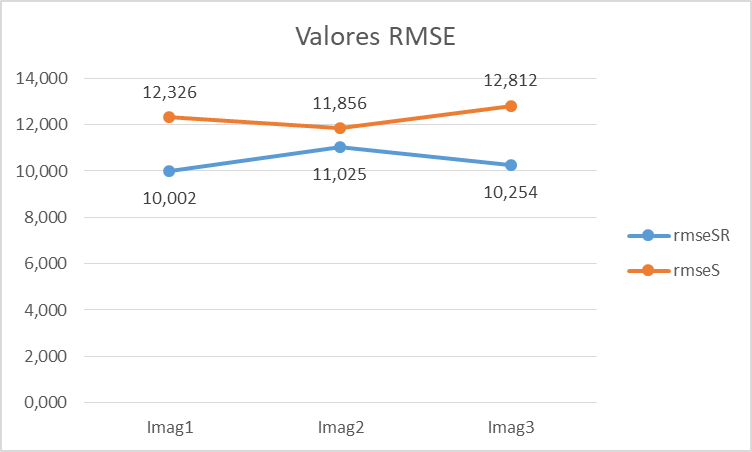 Valores RMSE
14,000
12,000
10,000
8,000
6,000
4,000
2,000
0,000
12,326
11,856
12,812
10,002
11,025
10,254
Imag1
Imag2
Imag3
rmseSR
rmseS